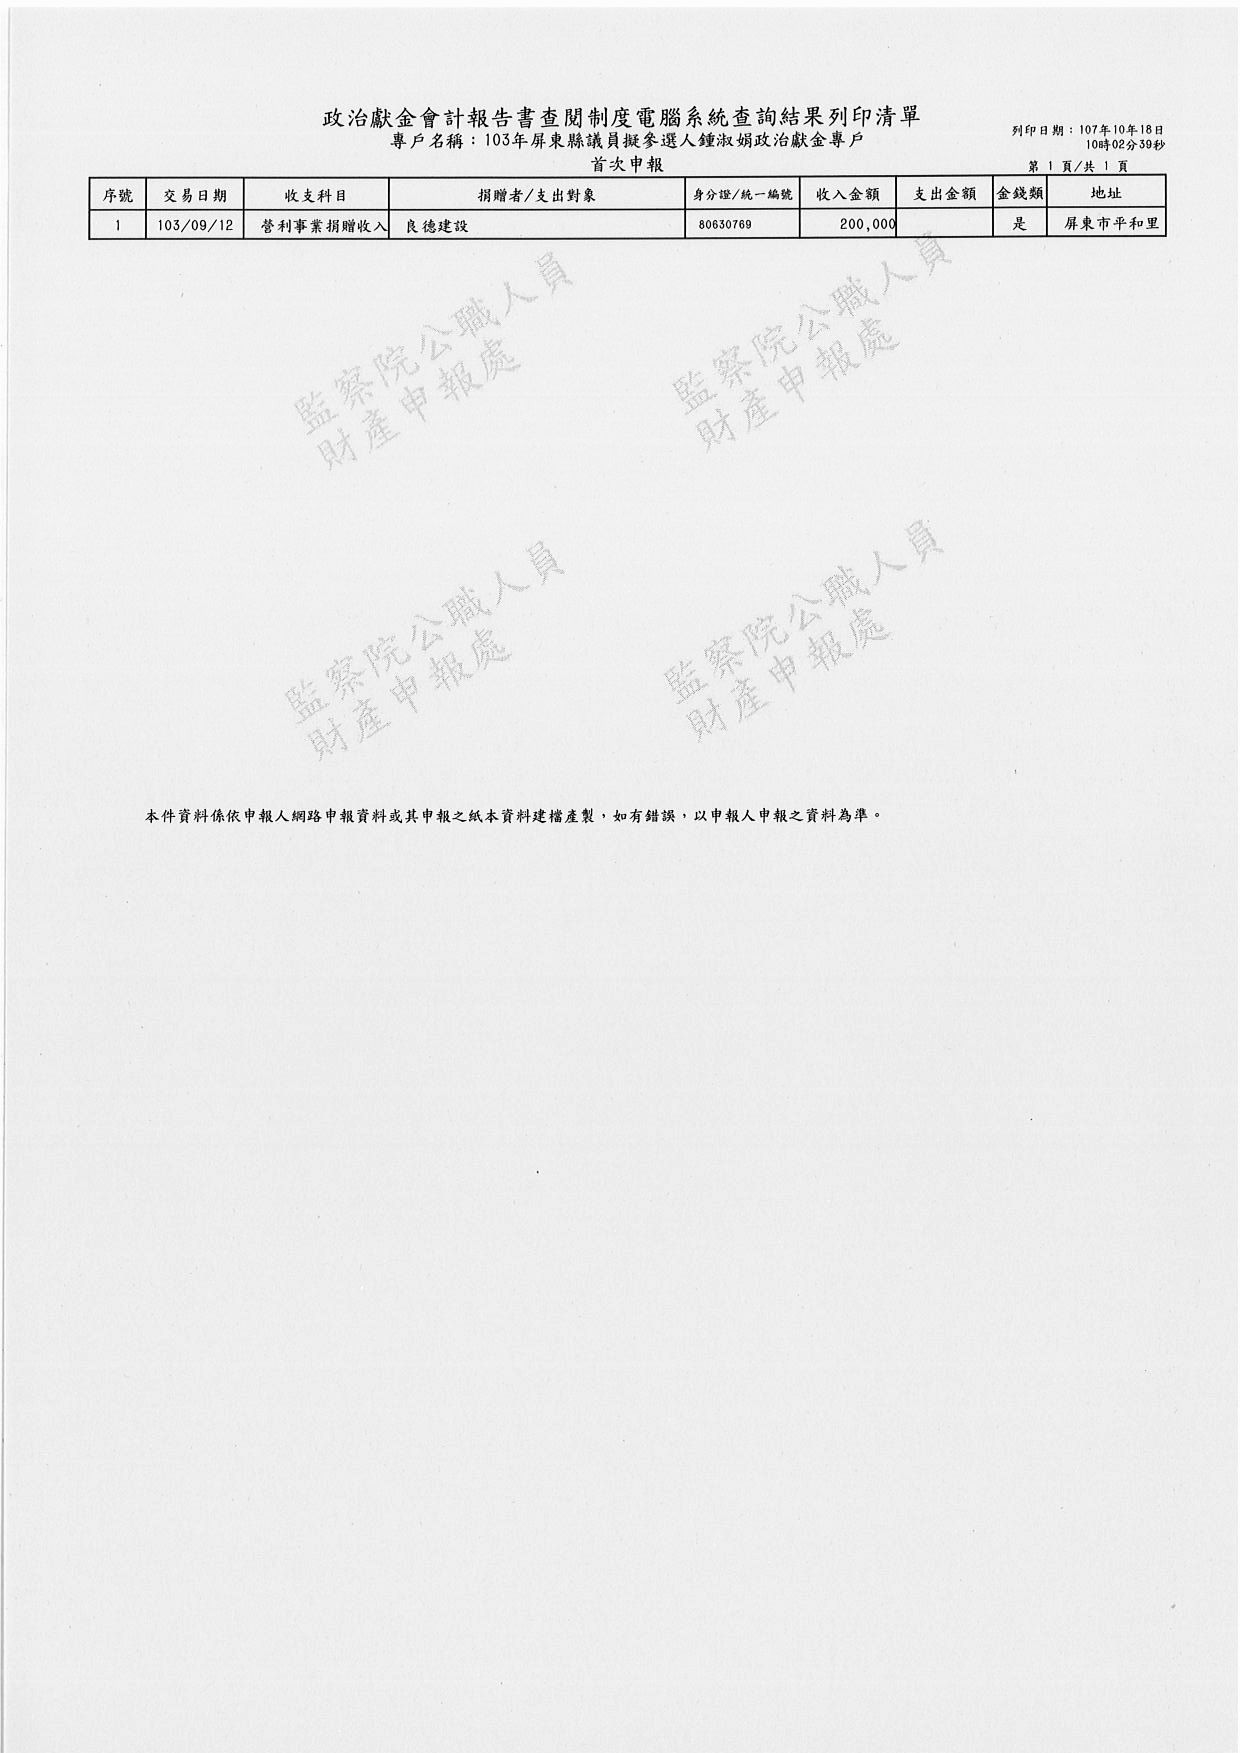 政治獻金會計報告書查閱制度電腦系統查詢結果列印清單
專戶名稱：103年屏東縣議員擬參選人鍾淑娟政治獻金專戶
首次申報
列印日期：107年10年18日
10時02分39秒
第 1 頁/共 1 頁
序號 交易日期 收支科目 捐贈者/支出對象 身分證/統一編號 收入金額 支出金額 金錢類 地址
1 103/09/12 營利事業捐贈收入 良德建設 80630769 200,000 是 屏東市平和里
監察院公職人員
財產申報處
監察院公職人員
財產申報處
監察院公職人員
財產申報處
監察院公職人員
財產申報處
本件資料係依申報人網路申報資料或其申報之紙本資料建檔產製，如有錯誤，以申報人申報之資料為準。